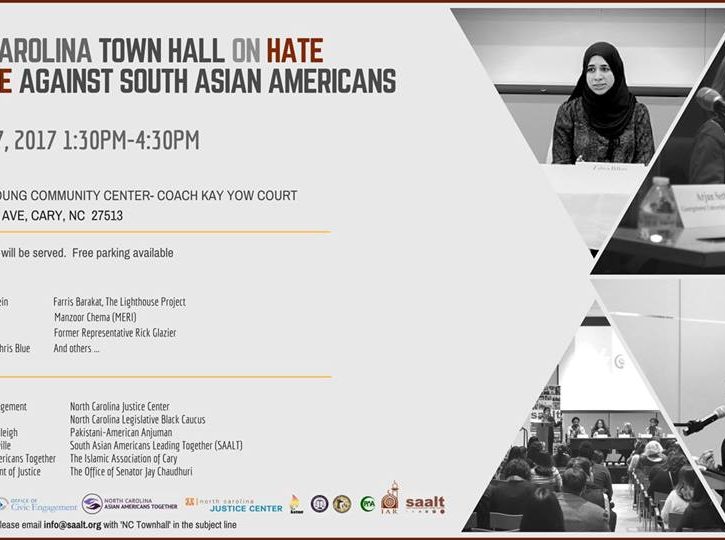 CAROLINA TOWN HALL ON HATE
E AGAINST SOUTH ASIAN AMERICANS
7, 2017 1:30PM-4:30PM
OUNG COMMUNITY CENTER- COACH KAY YOW COURT
AVE, CARY, NC 27513
will be served. Free parking available
ein Farris Barakat, The Lighthouse Project
Manzoor Chema (MERI)
Former Representative Rick Glazier
hris Blue And others ...
gement North Carolina Justice Center
North Carolina Legislative Black Caucus
leigh Pakistani-American Anjuman
ville South Asian Americans Leading Together (SAALT)
ericans Together The Islamic Association of Cary
nt of Justice The Office of Senator Jay Chaudhuri
OFFICE OF
Civic Engagement
NORTH CAROLINA
ASIAN AMERICANS TOGETHER
north carolina
JUSTICE CENTER
IAR
saalt
lease email info@saalt.org with 'NC Townhall' in the subject line
Arjun
Georgetown